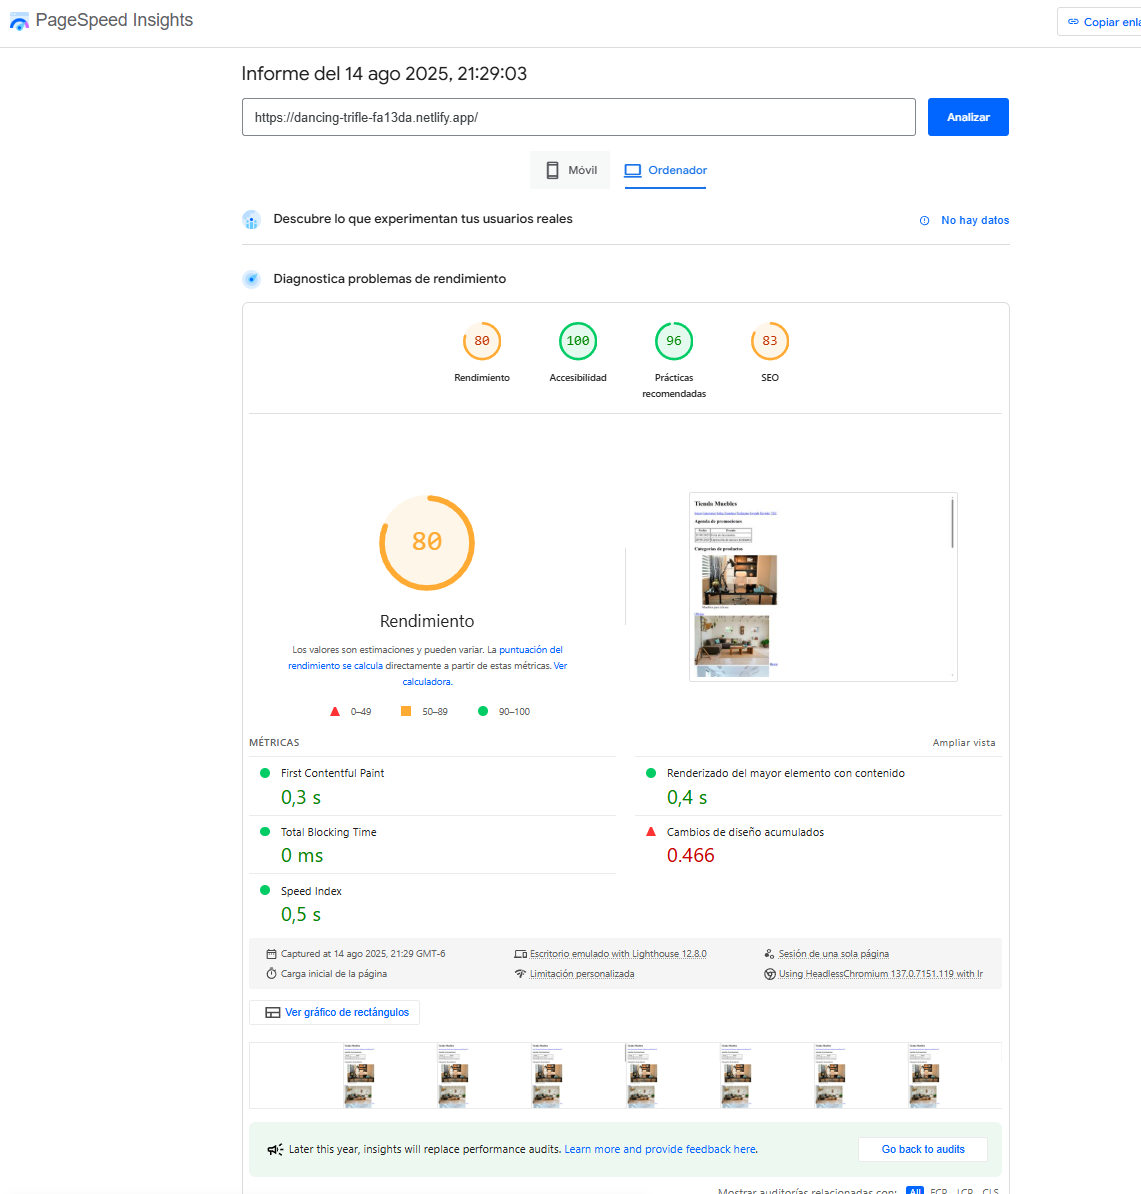 PageSpeed Insights
Copiar enla
Informe del 14 ago 2025, 21:29:03
https://dancing-trifle-fa13da.netlify.app/
Analizar
Móvil
Ordenador
Descubre lo que experimentan tus usuarios reales
No hay datos
Diagnostica problemas de rendimiento
80
100
96
83
Rendimiento
Accesibilidad
Prácticas
recomendadas
SEO
80
Rendimiento
Los valores son estimaciones y pueden variar. La puntuación del
rendimiento se calcula directamente a partir de estas métricas. Ver
calculadora.
0–49
50–89
90–100
Tienda Muebles
Agenda de promociones
Categorías de productos
MÉTRICAS
Ampliar vista
First Contentful Paint
0,3 s
Renderizado del mayor elemento con contenido
0,4 s
Total Blocking Time
0 ms
Cambios de diseño acumulados
0.466
Speed Index
0,5 s
Captured at 14 ago 2025, 21:29 GMT-6
Escritorio emulado with Lighthouse 12.8.0
Sesión de una sola página
Carga inicial de la página
Limitación personalizada
Using HeadlessChromium 137.0.7151.119 with lr
Ver gráfico de rectángulos
Later this year, insights will replace performance audits. Learn more and provide feedback here.
Go back to audits
Mostrar auditorías relacionadas con: All FCP LCP CLS